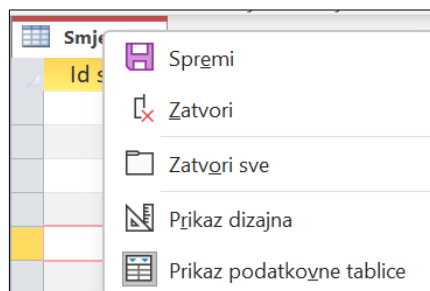 Smje
Id s
Spremi
Zatvori
Zatvori sve
Prikaz dizajna
Prikaz podatkovne tablice